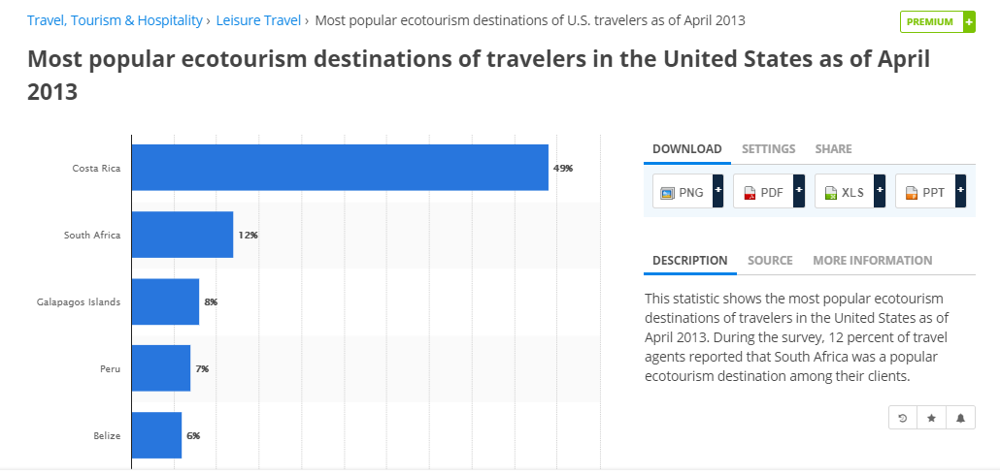 Travel, Tourism & Hospitality › Leisure Travel › Most popular ecotourism destinations of U.S. travelers as of April 2013
PREMIUM +
Most popular ecotourism destinations of travelers in the United States as of April
2013
Costa Rica 49%
South Africa 12%
Galapagos Islands 8%
Peru 7%
Belize 6%
DOWNLOAD SETTINGS SHARE
PNG + PDF + XLS + PPT +
DESCRIPTION SOURCE MORE INFORMATION
This statistic shows the most popular ecotourism
destinations of travelers in the United States as of
April 2013. During the survey, 12 percent of travel
agents reported that South Africa was a popular
ecotourism destination among their clients.